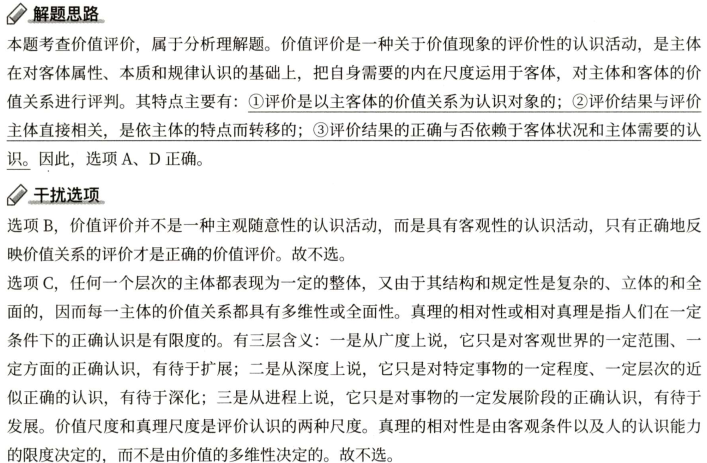 解题思路
本题考查价值评价，属于分析理解题。价值评价是一种关于价值现象的评价性的认识活动，是主体
在对客体属性、本质和规律认识的基础上，把自身需要的内在尺度运用于客体，对主体和客体的价
值关系进行评判。其特点主要有：①评价是以主客体的价值关系为认识对象的；②评价结果与评价
主体直接相关，是依主体的特点而转移的；③评价结果的正确与否依赖于客体状况和主体需要的认
识。因此，选项 A、D 正确。
干扰选项
选项 B，价值评价并不是一种主观随意性的认识活动，而是具有客观性的认识活动，只有正确地反
映价值关系的评价才是正确的价值评价。故不选。
选项 C，任何一个层次的主体都表现为一定的整体，又由于其结构和规定性是复杂的、立体的和全
面的，因而每一主体的价值关系都具有多维性或全面性。真理的相对性或相对真理是指人们在一定
条件下的正确认识是有限度的。有三层含义：一是从广度上说，它只是对客观世界的一定范围、一
定方面的正确认识，有待于扩展；二是从深度上说，它只是对特定事物的一定程度、一定层次的近
似正确的认识，有待于深化；三是从进程上说，它只是对事物的一定发展阶段的正确认识，有待于
发展。价值尺度和真理尺度是评价认识的两种尺度。真理的相对性是由客观条件以及人的认识能力
的限度决定的，而不是由价值的多维性决定的。故不选。